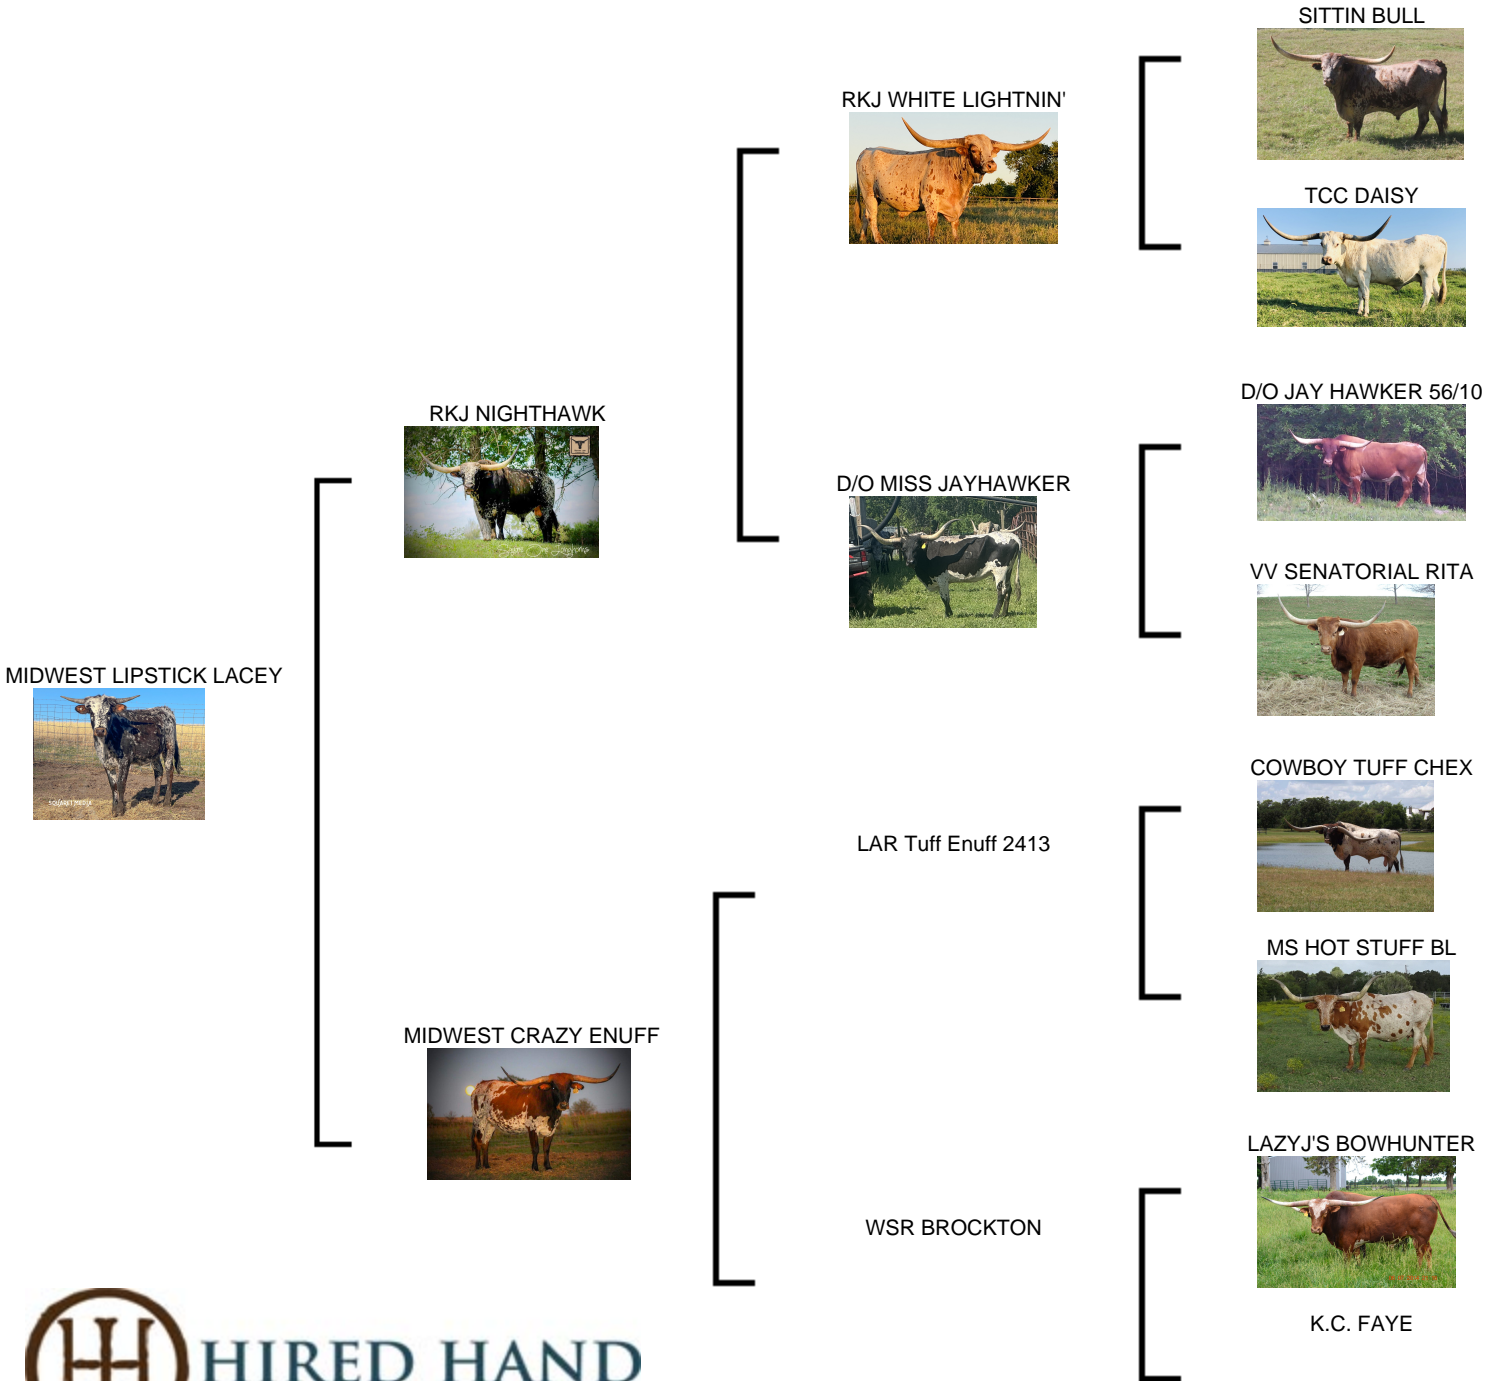 SITTIN BULL
RKJ WHITE LIGHTNIN'
TCC DAISY
D/O JAY HAWKER 56/10
RKJ NIGHTHAWK
D/O MISS JAYHAWKER
VV SENATORIAL RITA
MIDWEST LIPSTICK LACEY
COWBOY TUFF CHEX
LAR Tuff Enuff 2413
MS HOT STUFF BL
MIDWEST CRAZY ENUFF
LAZYJ'S BOWHUNTER
WSR BROCKTON
K.C. FAYE
HIRED HAND